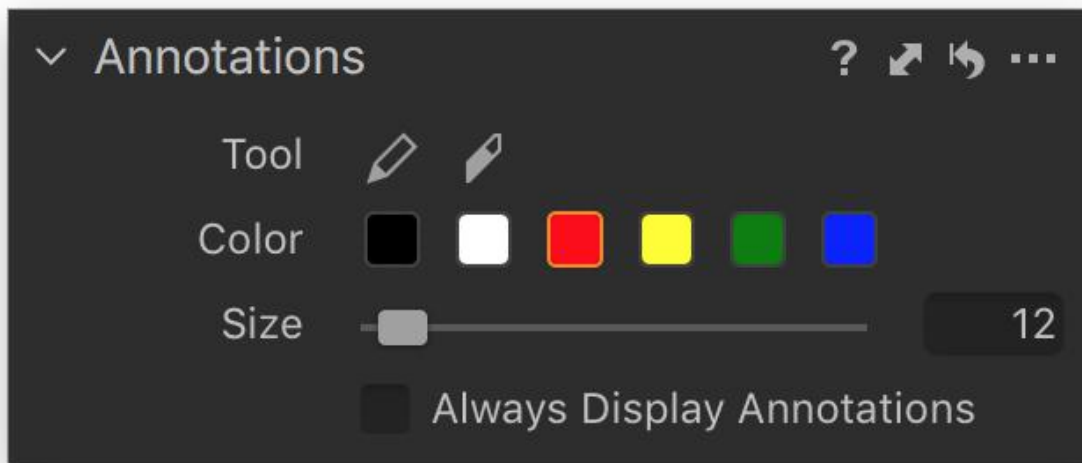 Annotations ? ...
Tool
Color
Size 12
Always Display Annotations